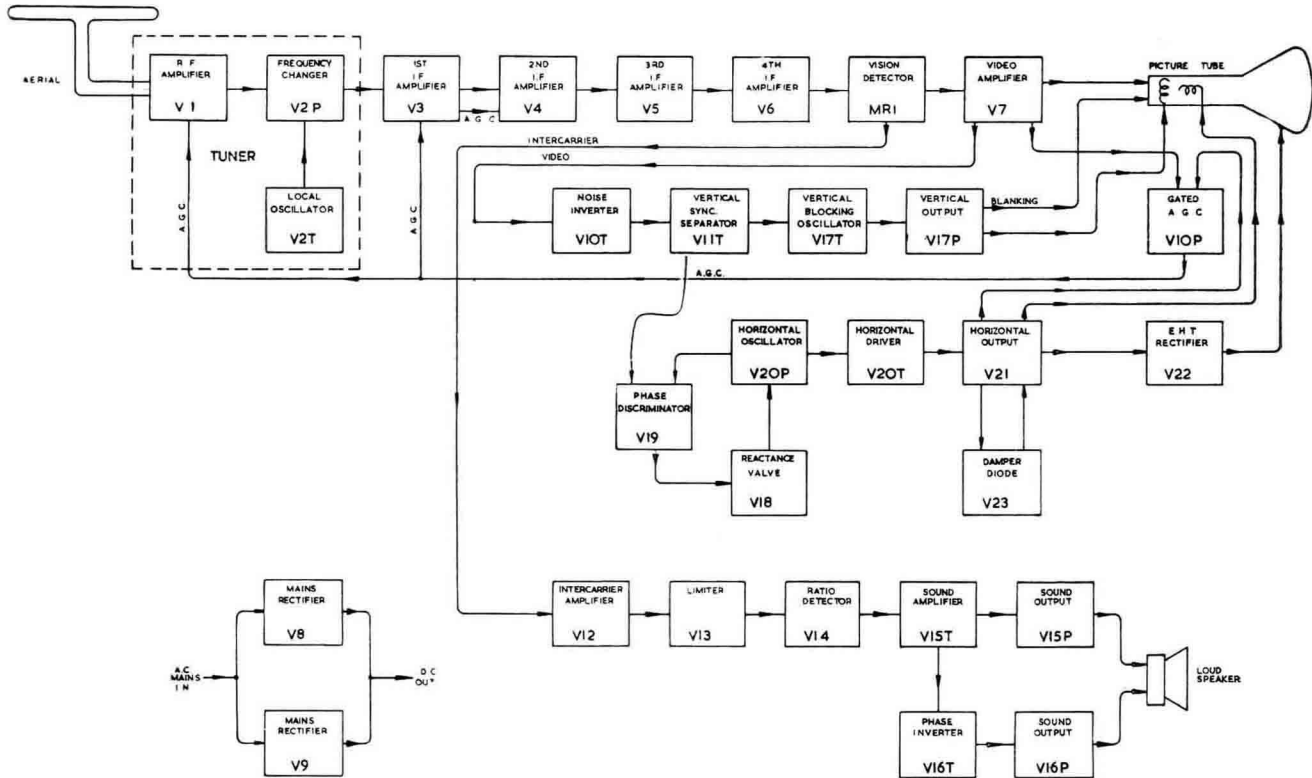 AERIAL
R F
AMPLIFIER
V1
FREQUENCY
CHANGER
V2P
TUNER
LOCAL
OSCILLATOR
V2T
A.G.C
1ST
I.F
AMPLIFIER
V3
A.G.C
A G C
2ND
I.F AMPLIFIER
V4
3RD
I.F
AMPLIFIER
V5
4TH
I.F
AMPLIFIER
V6
VISION
DETECTOR
MR1
VIDEO
AMPLIFIER
V7
PICTURE TUBE
INTERCARRIER
VIDEO
NOISE
INVERTER
V10T
VERTICAL
SYNC.
SEPARATOR
V11T
VERTICAL
BLOCKING
OSCILLATOR
V17T
VERTICAL
OUTPUT
V17P
BLANKING
GATED
A G C
V10P
A.G.C.
HORIZONTAL
OSCILLATOR
V20P
HORIZONTAL
DRIVER
V20T
HORIZONTAL
OUTPUT
V21
E H T
RECTIFIER
V22
PHASE
DISCRIMINATOR
V19
REACTANCE
VALVE
V18
DAMPER
DIODE
V23
INTERCARRIER
AMPLIFIER
V12
LIMITER
V13
RATIO
DETECTOR
V14
SOUND
AMPLIFIER
V15T
SOUND
OUTPUT
V15P
LOUD
SPEAKER
PHASE
INVERTER
V16T
SOUND
OUTPUT
V16P
MAINS
RECTIFIER
V8
A.C.
MAINS
IN
D C
OUT
MAINS
RECTIFIER
V9